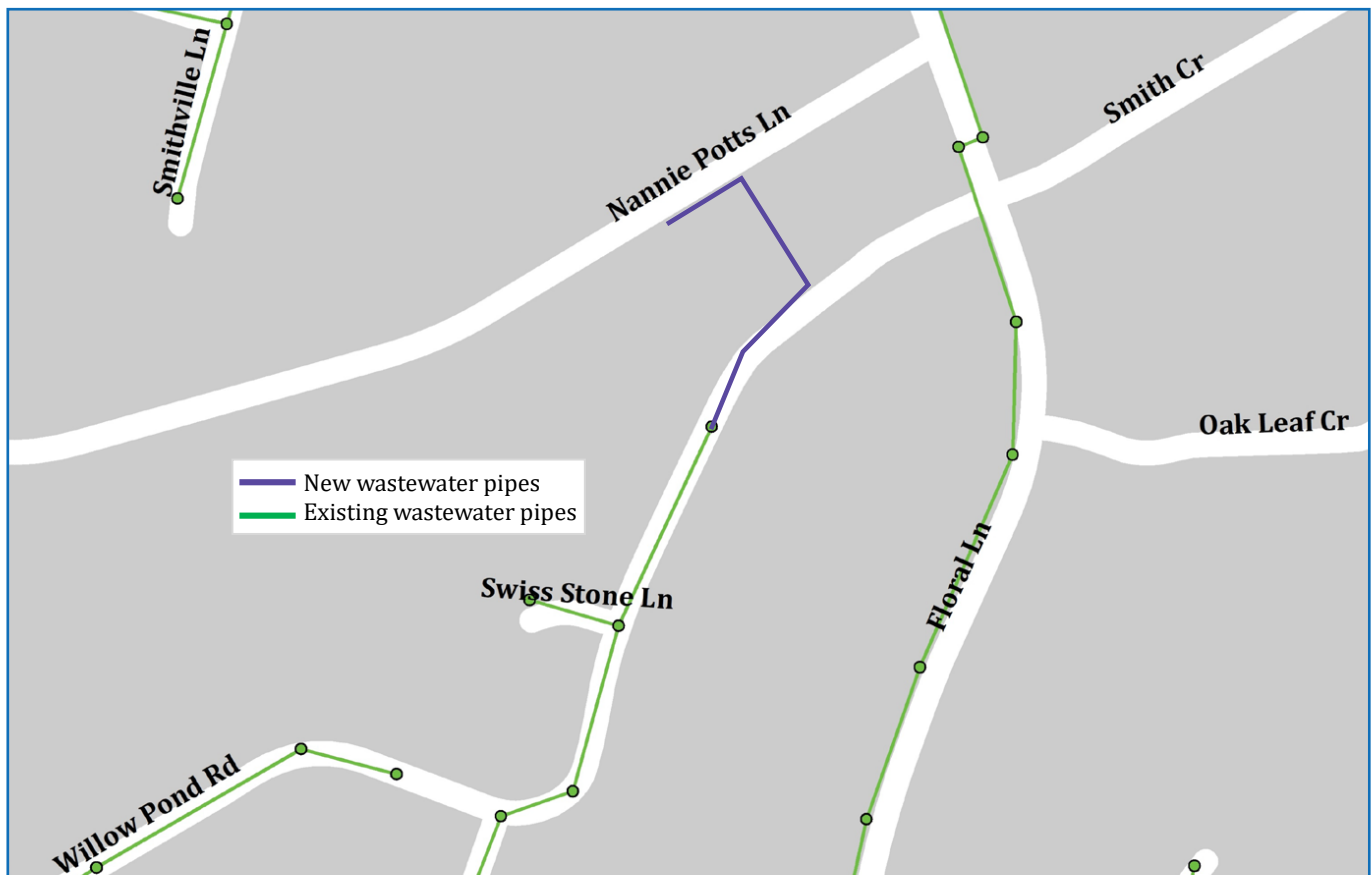 Smithville Ln
Nannie Potts Ln
Smith Cr
Oak Leaf Cr
New wastewater pipes
Existing wastewater pipes
Swiss Stone Ln
Floral Ln
Willow Pond Rd